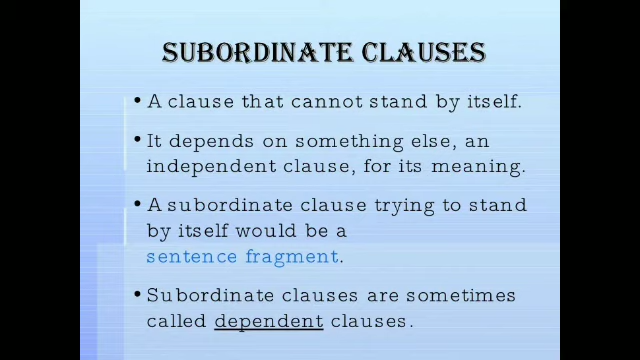 SUBORDINATE CLAUSES
• A clause that cannot stand by itself.
• It depends on something else, an
independent clause, for its meaning.
• A subordinate clause trying to stand
by itself would be a
sentence fragment.
• Subordinate clauses are sometimes
called dependent clauses.